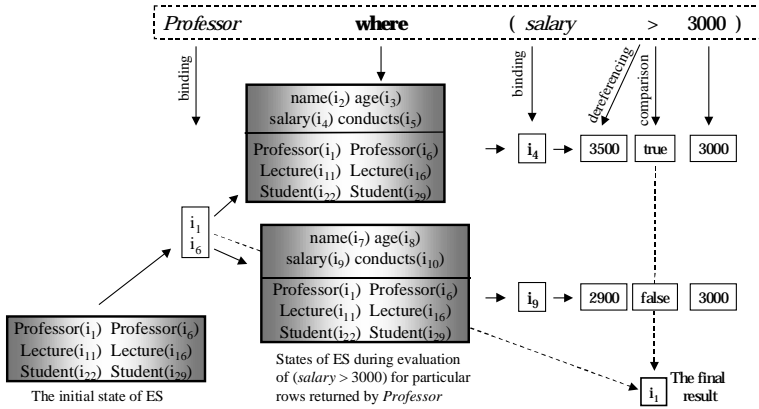 Professor where ( salary > 3000 )
binding
binding
dereferencing
comparison
name(i2) age(i3)
salary(i4) conducts(i5)
Professor(i1) Professor(i6)
Lecture(i11) Lecture(i16)
Student(i22) Student(i29)
i4
3500
true
3000
i1
i6
name(i7) age(i8)
salary(i9) conducts(i10)
Professor(i1) Professor(i6)
Lecture(i11) Lecture(i16)
Student(i22) Student(i29)
i9
2900
false
3000
Professor(i1) Professor(i6)
Lecture(i11) Lecture(i16)
Student(i22) Student(i29)
The initial state of ES
States of ES during evaluation
of (salary > 3000) for particular
rows returned by Professor
i1
The final
result